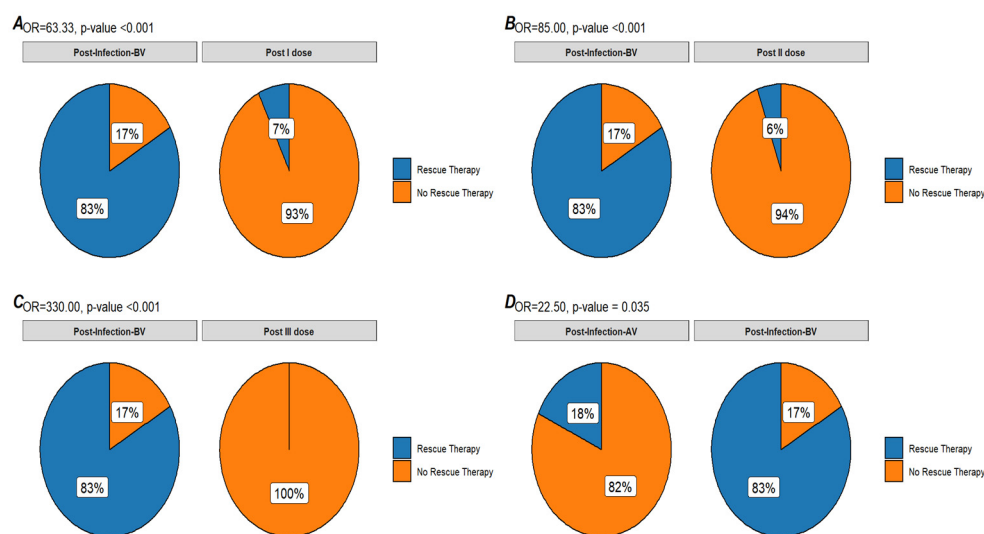 A OR=63.33, p-value <0.001
Post-Infection-BV
Post I dose
17%
83%
7%
93%
Rescue Therapy
No Rescue Therapy
B OR=85.00, p-value <0.001
Post-Infection-BV
Post II dose
17%
83%
6%
94%
Rescue Therapy
No Rescue Therapy
C OR=330.00, p-value <0.001
Post-Infection-BV
Post III dose
17%
83%
100%
Rescue Therapy
No Rescue Therapy
D OR=22.50, p-value = 0.035
Post-Infection-AV
Post-Infection-BV
18%
82%
17%
83%
Rescue Therapy
No Rescue Therapy